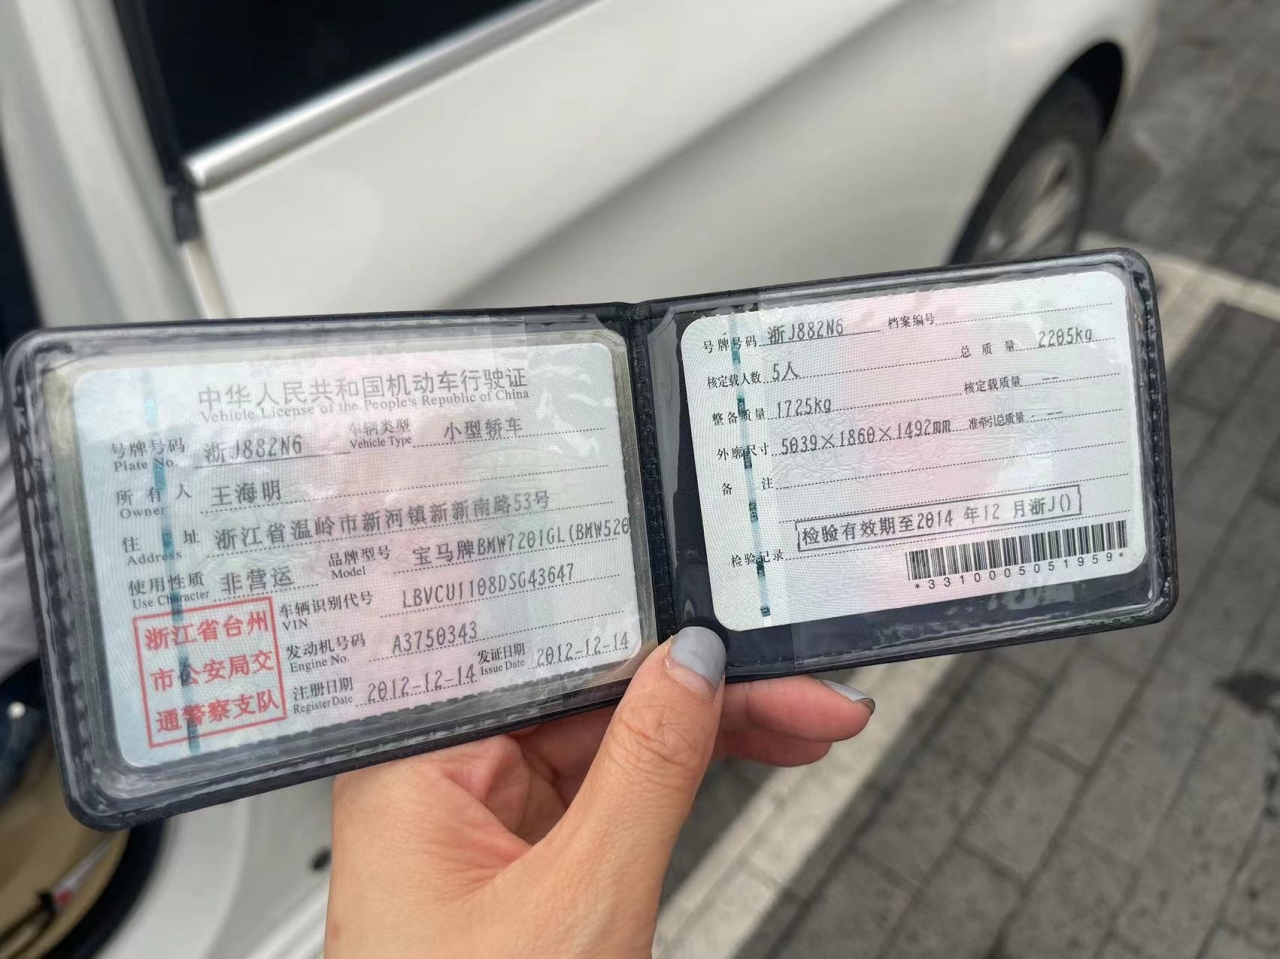 中华人民共和国机动车行驶证
Vehicle License of the People's Republic of China
号牌号码 浙J882N6 车辆类型 小型轿车
Plate No. Vehicle Type
所有人 王海明
Owner
住址 浙江省温岭市新河镇新新南路53号
Address
使用性质 非营运 品牌型号 宝马牌BMW7201GL(BMW520
Use Character Model
浙江省台州
市公安局交
通警察支队
车辆识别代号 LBVCU1108DSG43647
VIN
发动机号码 A3750343
Engine No.
注册日期 2012-12-14 发证日期 2012-12-14
Register Date Issue Date
号牌号码 浙J882N6 档案编号
核定载人数 5人 总质量 2205kg
整备质量 1725kg 核定载质量 --
外廓尺寸 5039×1860×1492mm 准牵引总质量 --
备注
检验有效期至2014 年12 月浙J()
检验记录
*3310005051959*